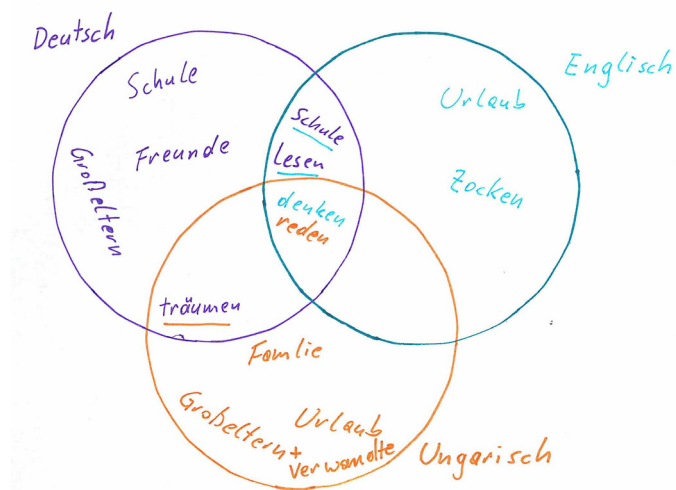 Deutsch
Englisch
Schule
Urlaub
Schule
Freunde
Lesen
Großeltern
Zocken
denken
reden
träumen
Famlie
Großeltern+
Verwandte
Urlaub
Ungarisch